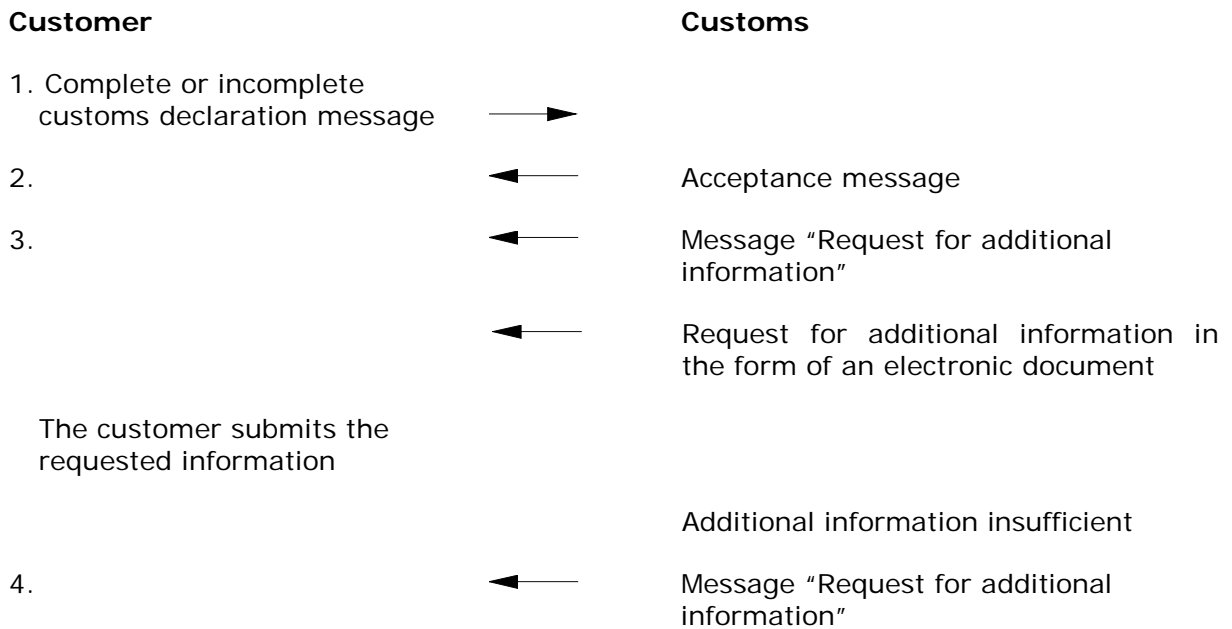 Customer Customs
1. Complete or incomplete
customs declaration message
2. Acceptance message
3. Message “Request for additional
information”
Request for additional information in
the form of an electronic document
The customer submits the
requested information
Additional information insufficient
4. Message “Request for additional
information”